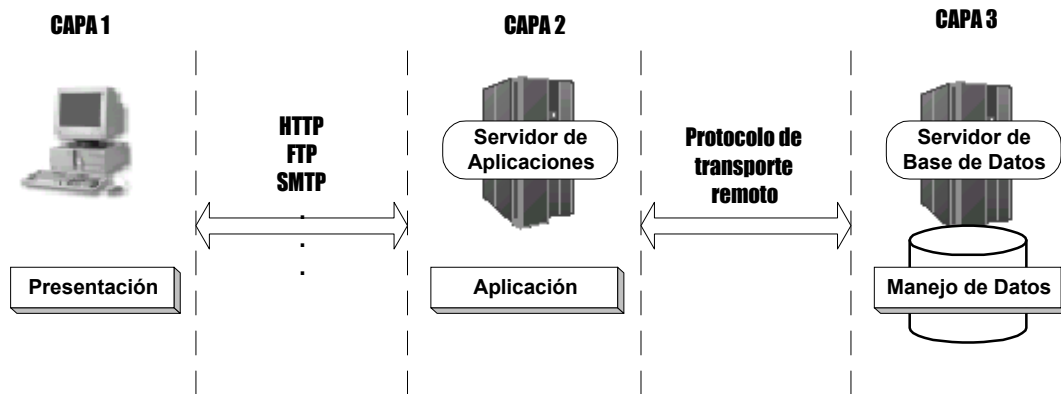 CAPA 1
CAPA 2
CAPA 3
HTTP
FTP
SMTP
.
.
.
Servidor de
Aplicaciones
Protocolo de
transporte
remoto
Servidor de
Base de Datos
Presentación
Aplicación
Manejo de Datos